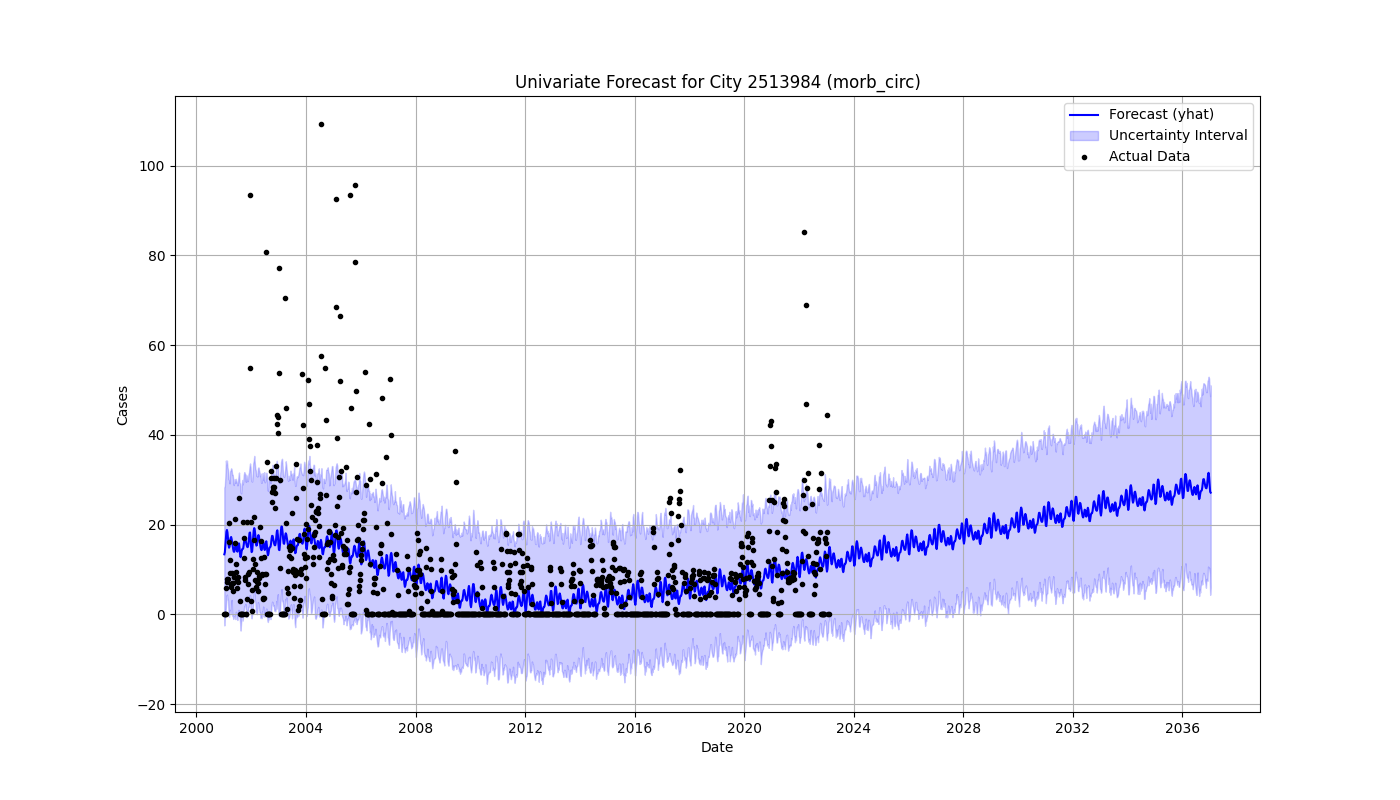 Univariate Forecast for City 2513984 (morb_circ)
Forecast (yhat)
Uncertainty Interval
Actual Data
100
80
60
40
20
0
−20
Cases
2000 2004 2008 2012 2016 2020 2024 2028 2032 2036
Date